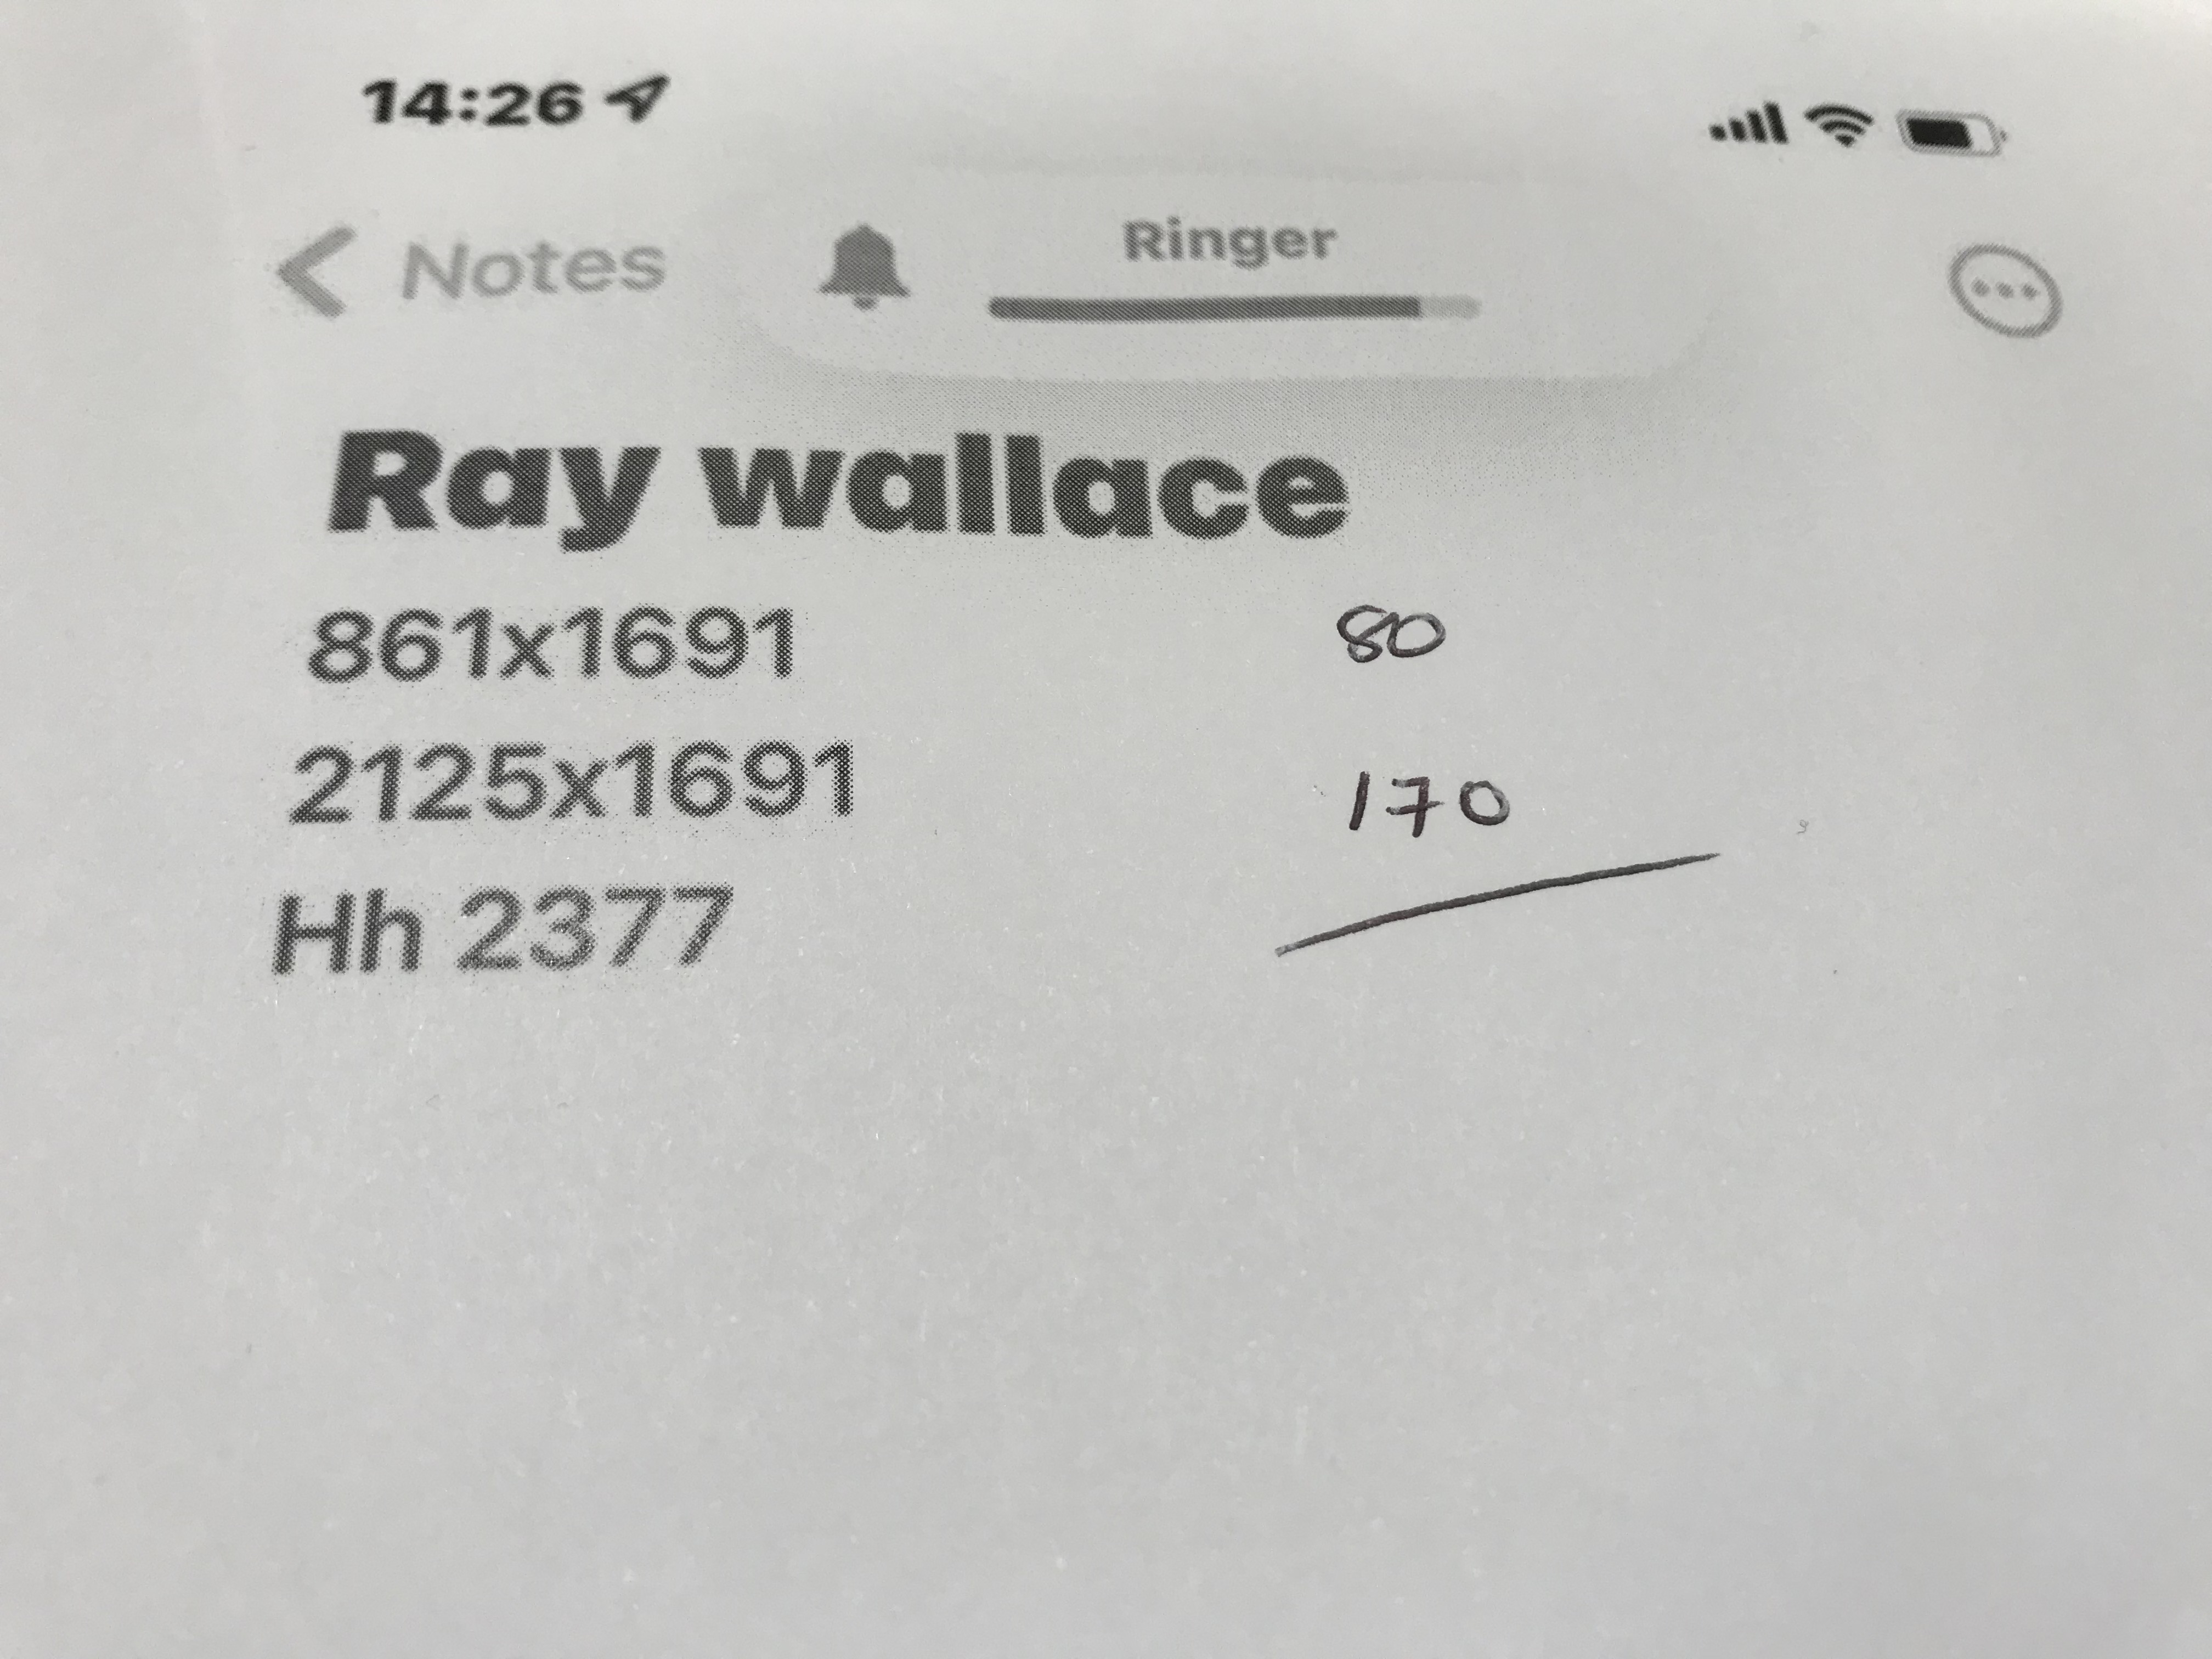 14:26
Notes
Ringer
Ray wallace
861x1691 80
2125x1691 170
Hh 2377